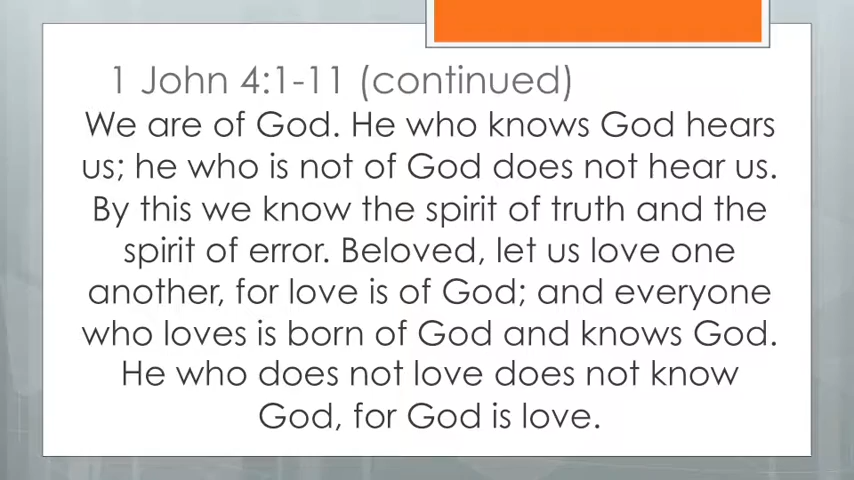 1 John 4:1-11 (continued)
We are of God. He who knows God hears
us; he who is not of God does not hear us.
By this we know the spirit of truth and the
spirit of error. Beloved, let us love one
another, for love is of God; and everyone
who loves is born of God and knows God.
He who does not love does not know
God, for God is love.